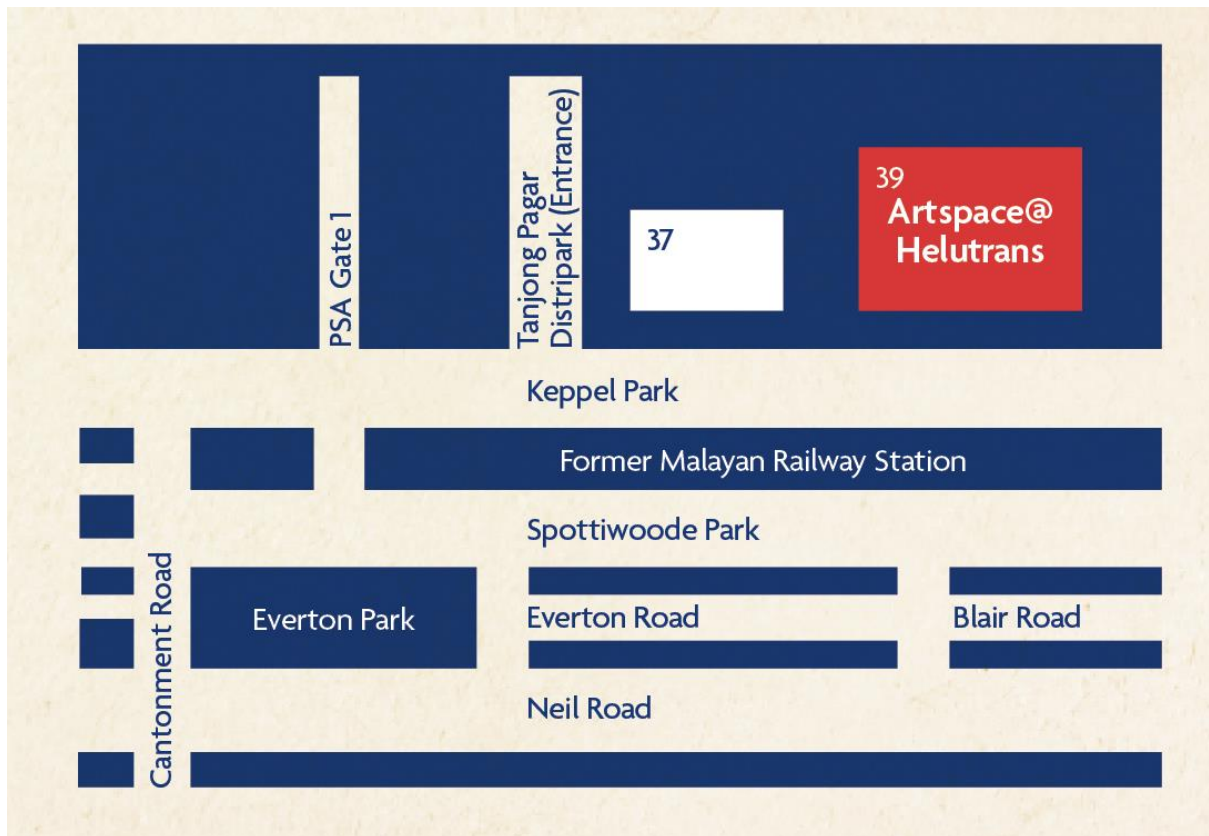 PSA Gate 1
Tanjong Pagar
Distripark (Entrance)
37
39
Artspace@
Helutrans
Keppel Park
Former Malayan Railway Station
Spottiwoode Park
Cantonment Road
Everton Park
Everton Road
Blair Road
Neil Road